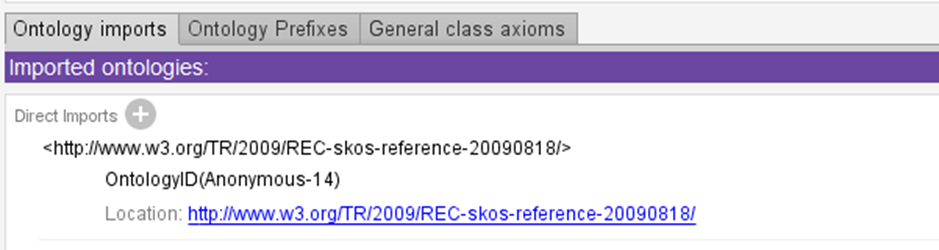 Ontology imports Ontology Prefixes General class axioms
Imported ontologies:
Direct Imports
<http://www.w3.org/TR/2009/REC-skos-reference-20090818/>
OntologyID(Anonymous-14)
Location: http://www.w3.org/TR/2009/REC-skos-reference-20090818/